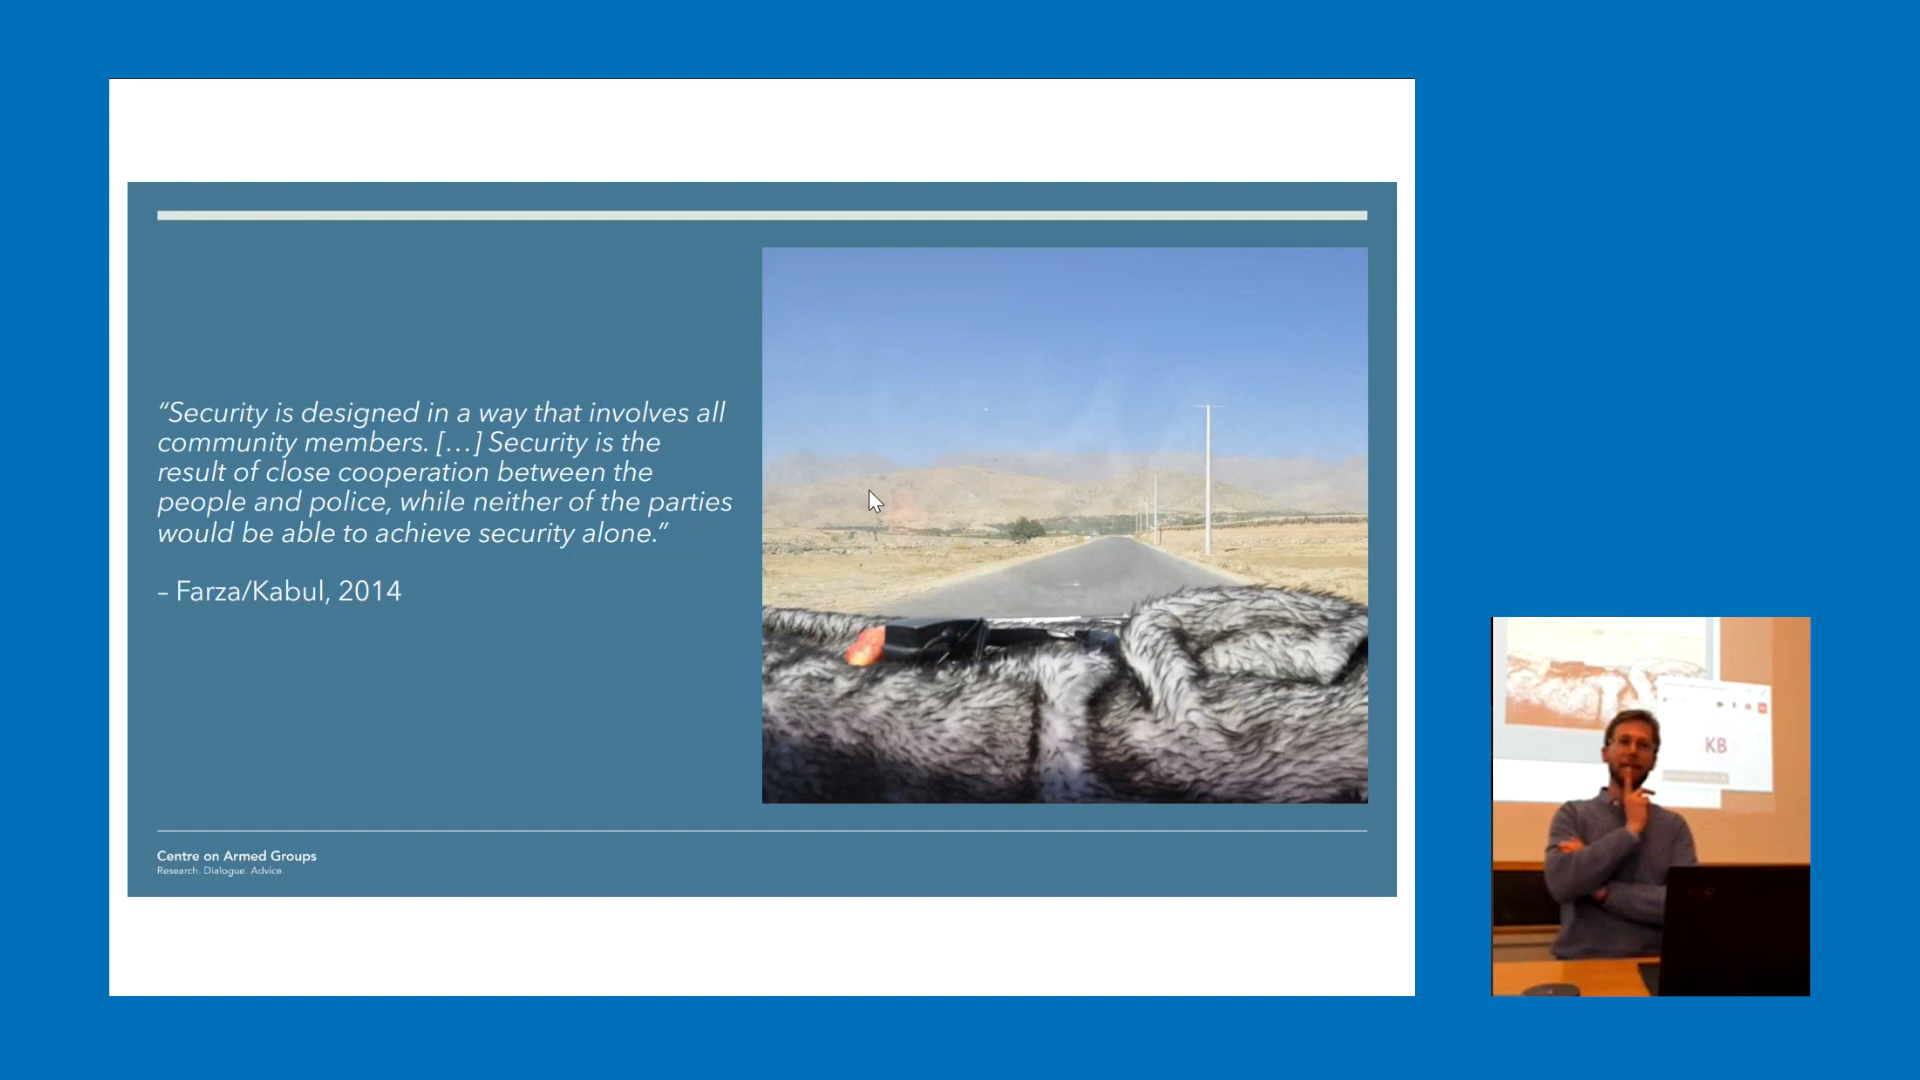 “Security is designed in a way that involves all
community members. […] Security is the
result of close cooperation between the
people and police, while neither of the parties
would be able to achieve security alone.”
– Farza/Kabul, 2014
Centre on Armed Groups
Research. Dialogue. Advice.
KB